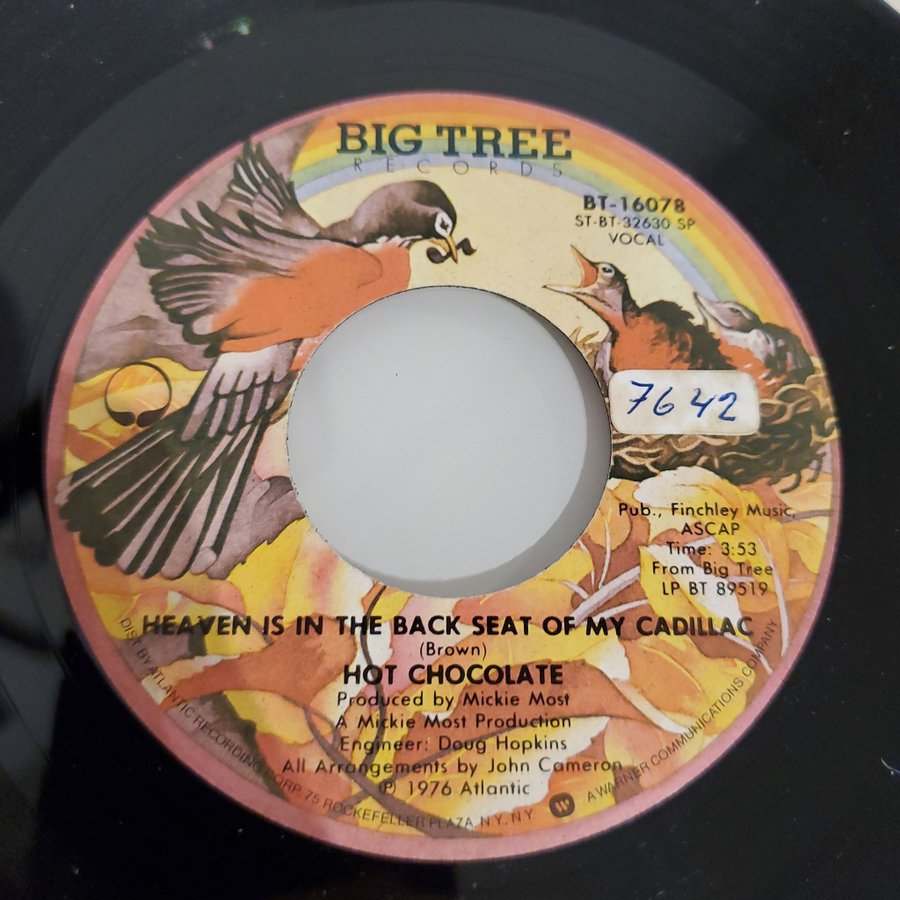 BIG TREE
RECORDS
BT-16078
ST-BT-32630 SP
VOCAL
7642
Pub., Finchley Music,
ASCAP
Time: 3:53
From Big Tree
LP BT 89519
HEAVEN IS IN THE BACK SEAT OF MY CADILLAC
(Brown)
HOT CHOCOLATE
Produced by Mickie Most
A Mickie Most Production
Engineer: Doug Hopkins
All Arrangements by John Cameron
℗ 1976 Atlantic
DIST. BY ATLANTIC RECORDING CORP. 75 ROCKEFELLER PLAZA, N.Y. NY W A WARNER COMMUNICATIONS COMPANY